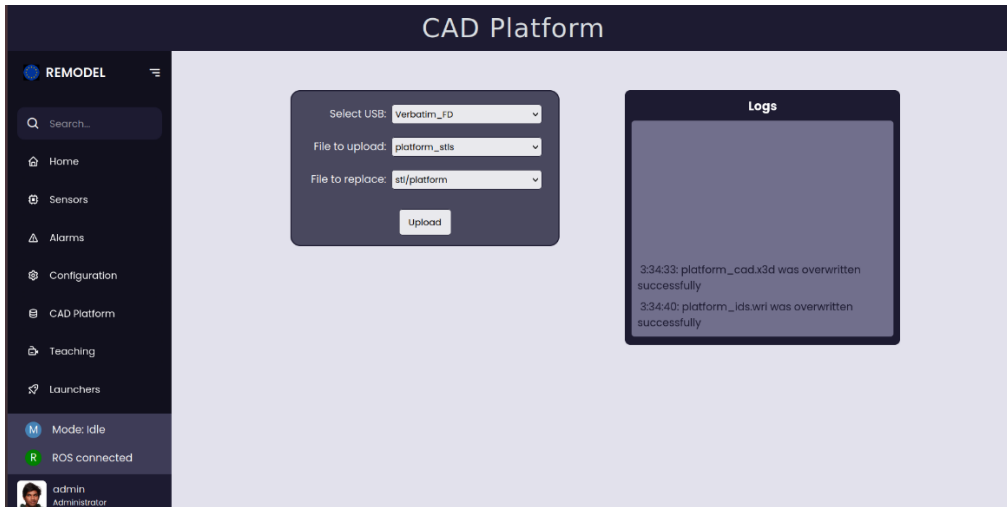 CAD Platform
REMODEL
Search...
Home
Sensors
Alarms
Configuration
CAD Platform
Teaching
Launchers
M Mode: Idle
R ROS connected
admin
Administrator
Select USB: Verbatim_FD
File to upload: platform_stls
File to replace: stl/platform
Upload
Logs
3:34:33: platform_cad.x3d was overwritten
successfully
3:34:40: platform_ids.wri was overwritten
successfully